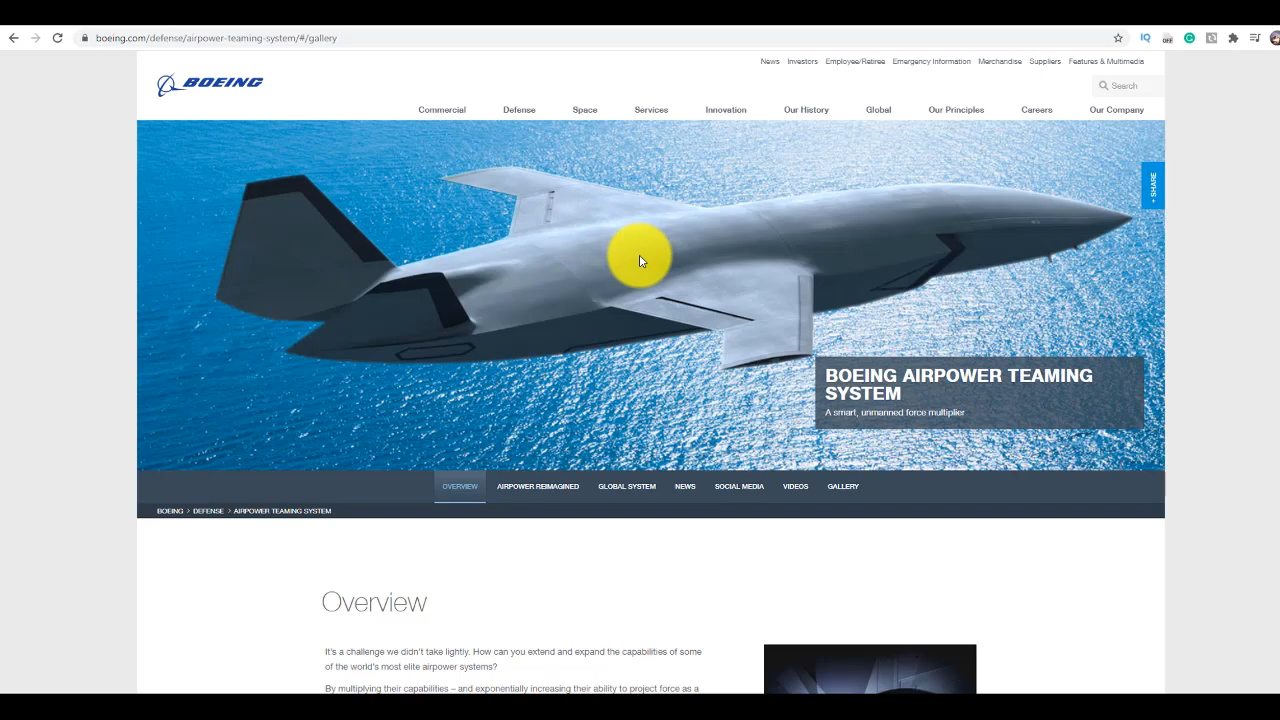 boeing.com/defense/airpower-teaming-system/#/gallery
IQ
OFF
News Investors Employee/Retiree Emergency Information Merchandise Suppliers Features & Multimedia
BOEING
Search
Commercial Defense Space Services Innovation Our History Global Our Principles Careers Our Company
+ SHARE
BOEING AIRPOWER TEAMING
SYSTEM
A smart, unmanned force multiplier
OVERVIEW AIRPOWER REIMAGINED GLOBAL SYSTEM NEWS SOCIAL MEDIA VIDEOS GALLERY
BOEING > DEFENSE > AIRPOWER TEAMING SYSTEM
Overview
It's a challenge we didn't take lightly. How can you extend and expand the capabilities of some
of the world's most elite airpower systems?
By multiplying their capabilities – and exponentially increasing their ability to project force as a